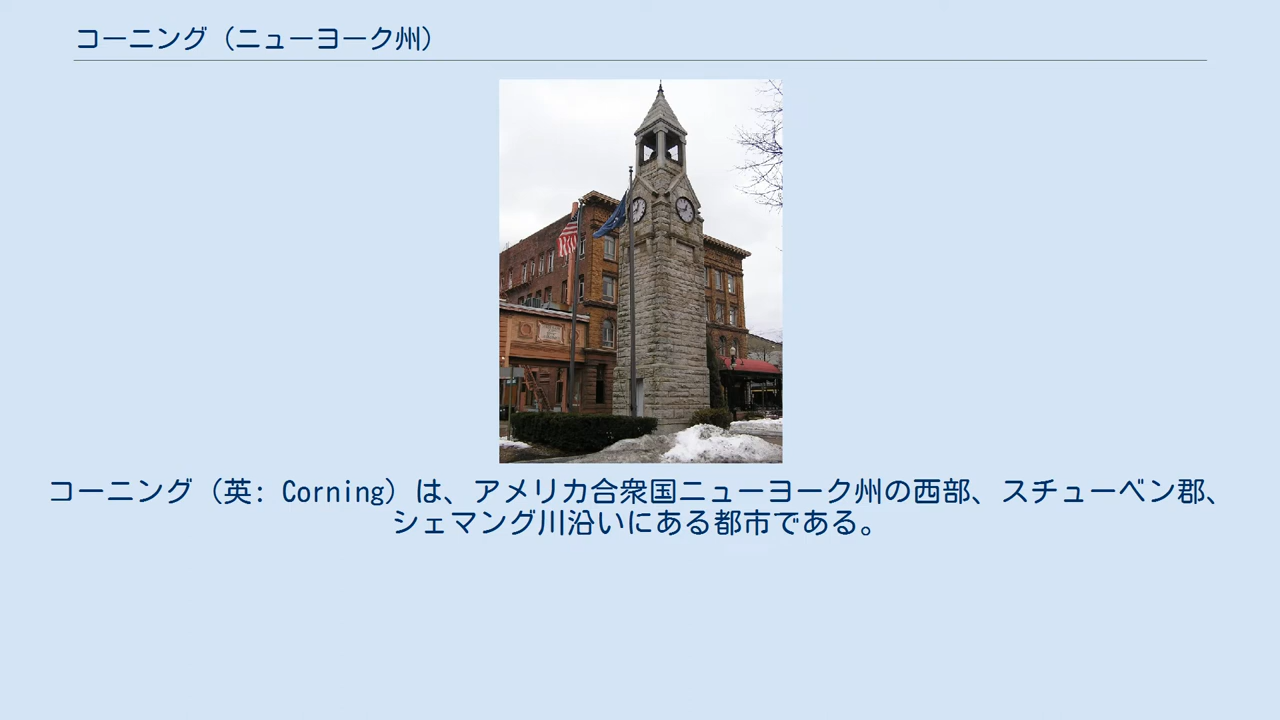 コーニング（ニューヨーク州）
コーニング（英: Corning）は、アメリカ合衆国ニューヨーク州の西部、スチューベン郡、
シェマング川沿いにある都市である。